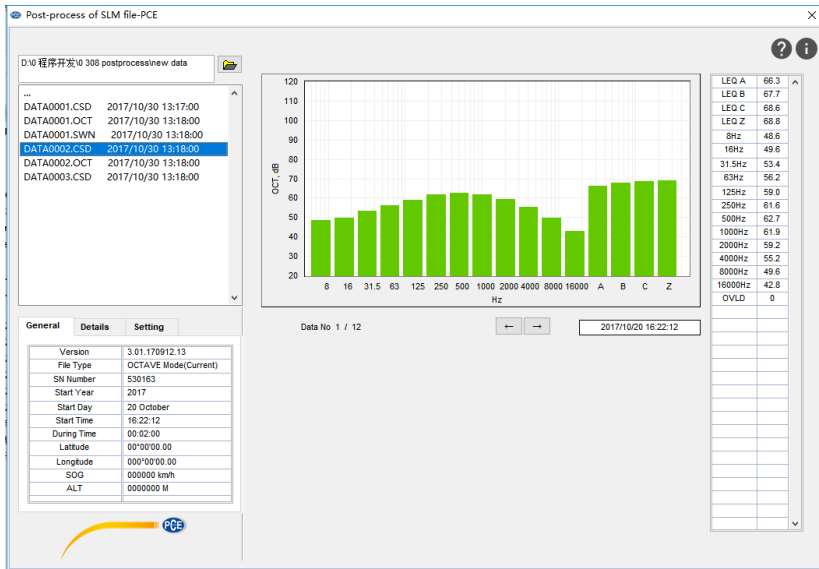 Post-process of SLM file-PCE
D:\0 程序开发\0 308 postprocess\new data
...
DATA0001.CSD 2017/10/30 13:17:00
DATA0001.OCT 2017/10/30 13:18:00
DATA0001.SWN 2017/10/30 13:18:00
DATA0002.CSD 2017/10/30 13:18:00
DATA0002.OCT 2017/10/30 13:18:00
DATA0003.CSD 2017/10/30 13:18:00
General Details Setting
Version 3.01.170912.13
File Type OCTAVE Mode(Current)
SN Number 530163
Start Year 2017
Start Day 20 October
Start Time 16:22:12
During Time 00:02:00
Latitude 00°00'00.00
Longitude 000°00'00.00
SOG 000000 km/h
ALT 0000000 M
PCE
OCT, dB
120
110
100
90
80
70
60
50
40
30
20
8 16 31.5 63 125 250 500 1000 2000 4000 8000 16000 A B C Z
Hz
Data No 1 / 12
← →
2017/10/20 16:22:12
? i
LEQ A 66.3
LEQ B 67.7
LEQ C 68.6
LEQ Z 68.8
8Hz 48.6
16Hz 49.6
31.5Hz 53.4
63Hz 56.2
125Hz 59.0
250Hz 61.6
500Hz 62.7
1000Hz 61.9
2000Hz 59.2
4000Hz 55.2
8000Hz 49.6
16000Hz 42.8
OVLD 0